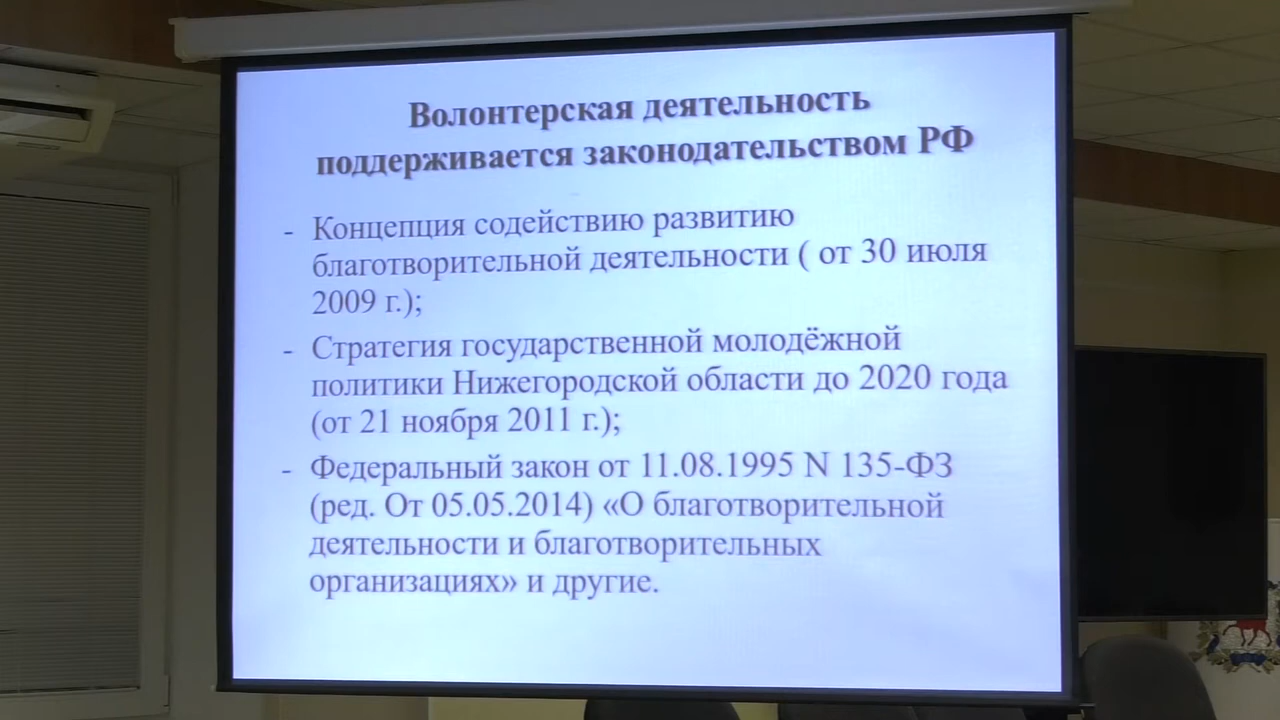 Волонтерская деятельность
поддерживается законодательством РФ
- Концепция содействию развитию
благотворительной деятельности ( от 30 июля
2009 г.);
- Стратегия государственной молодёжной
политики Нижегородской области до 2020 года
(от 21 ноября 2011 г.);
- Федеральный закон от 11.08.1995 N 135-ФЗ
(ред. От 05.05.2014) «О благотворительной
деятельности и благотворительных
организациях» и другие.